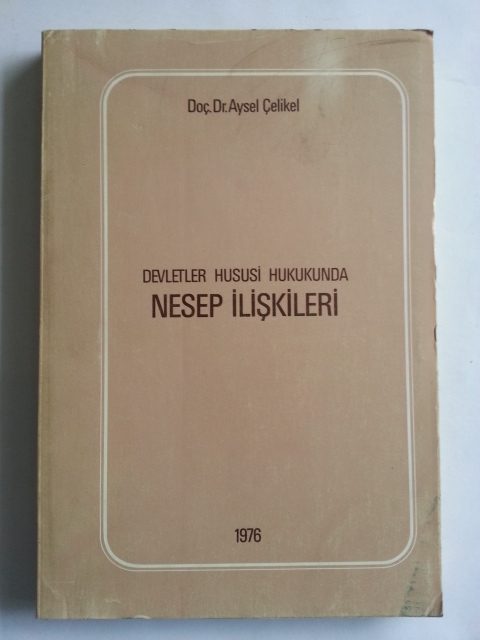 Doç. Dr. Aysel Çelikel
DEVLETLER HUSUSİ HUKUKUNDA
NESEP İLİŞKİLERİ
1976